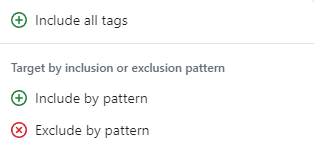 Include all tags
Target by inclusion or exclusion pattern
Include by pattern
Exclude by pattern